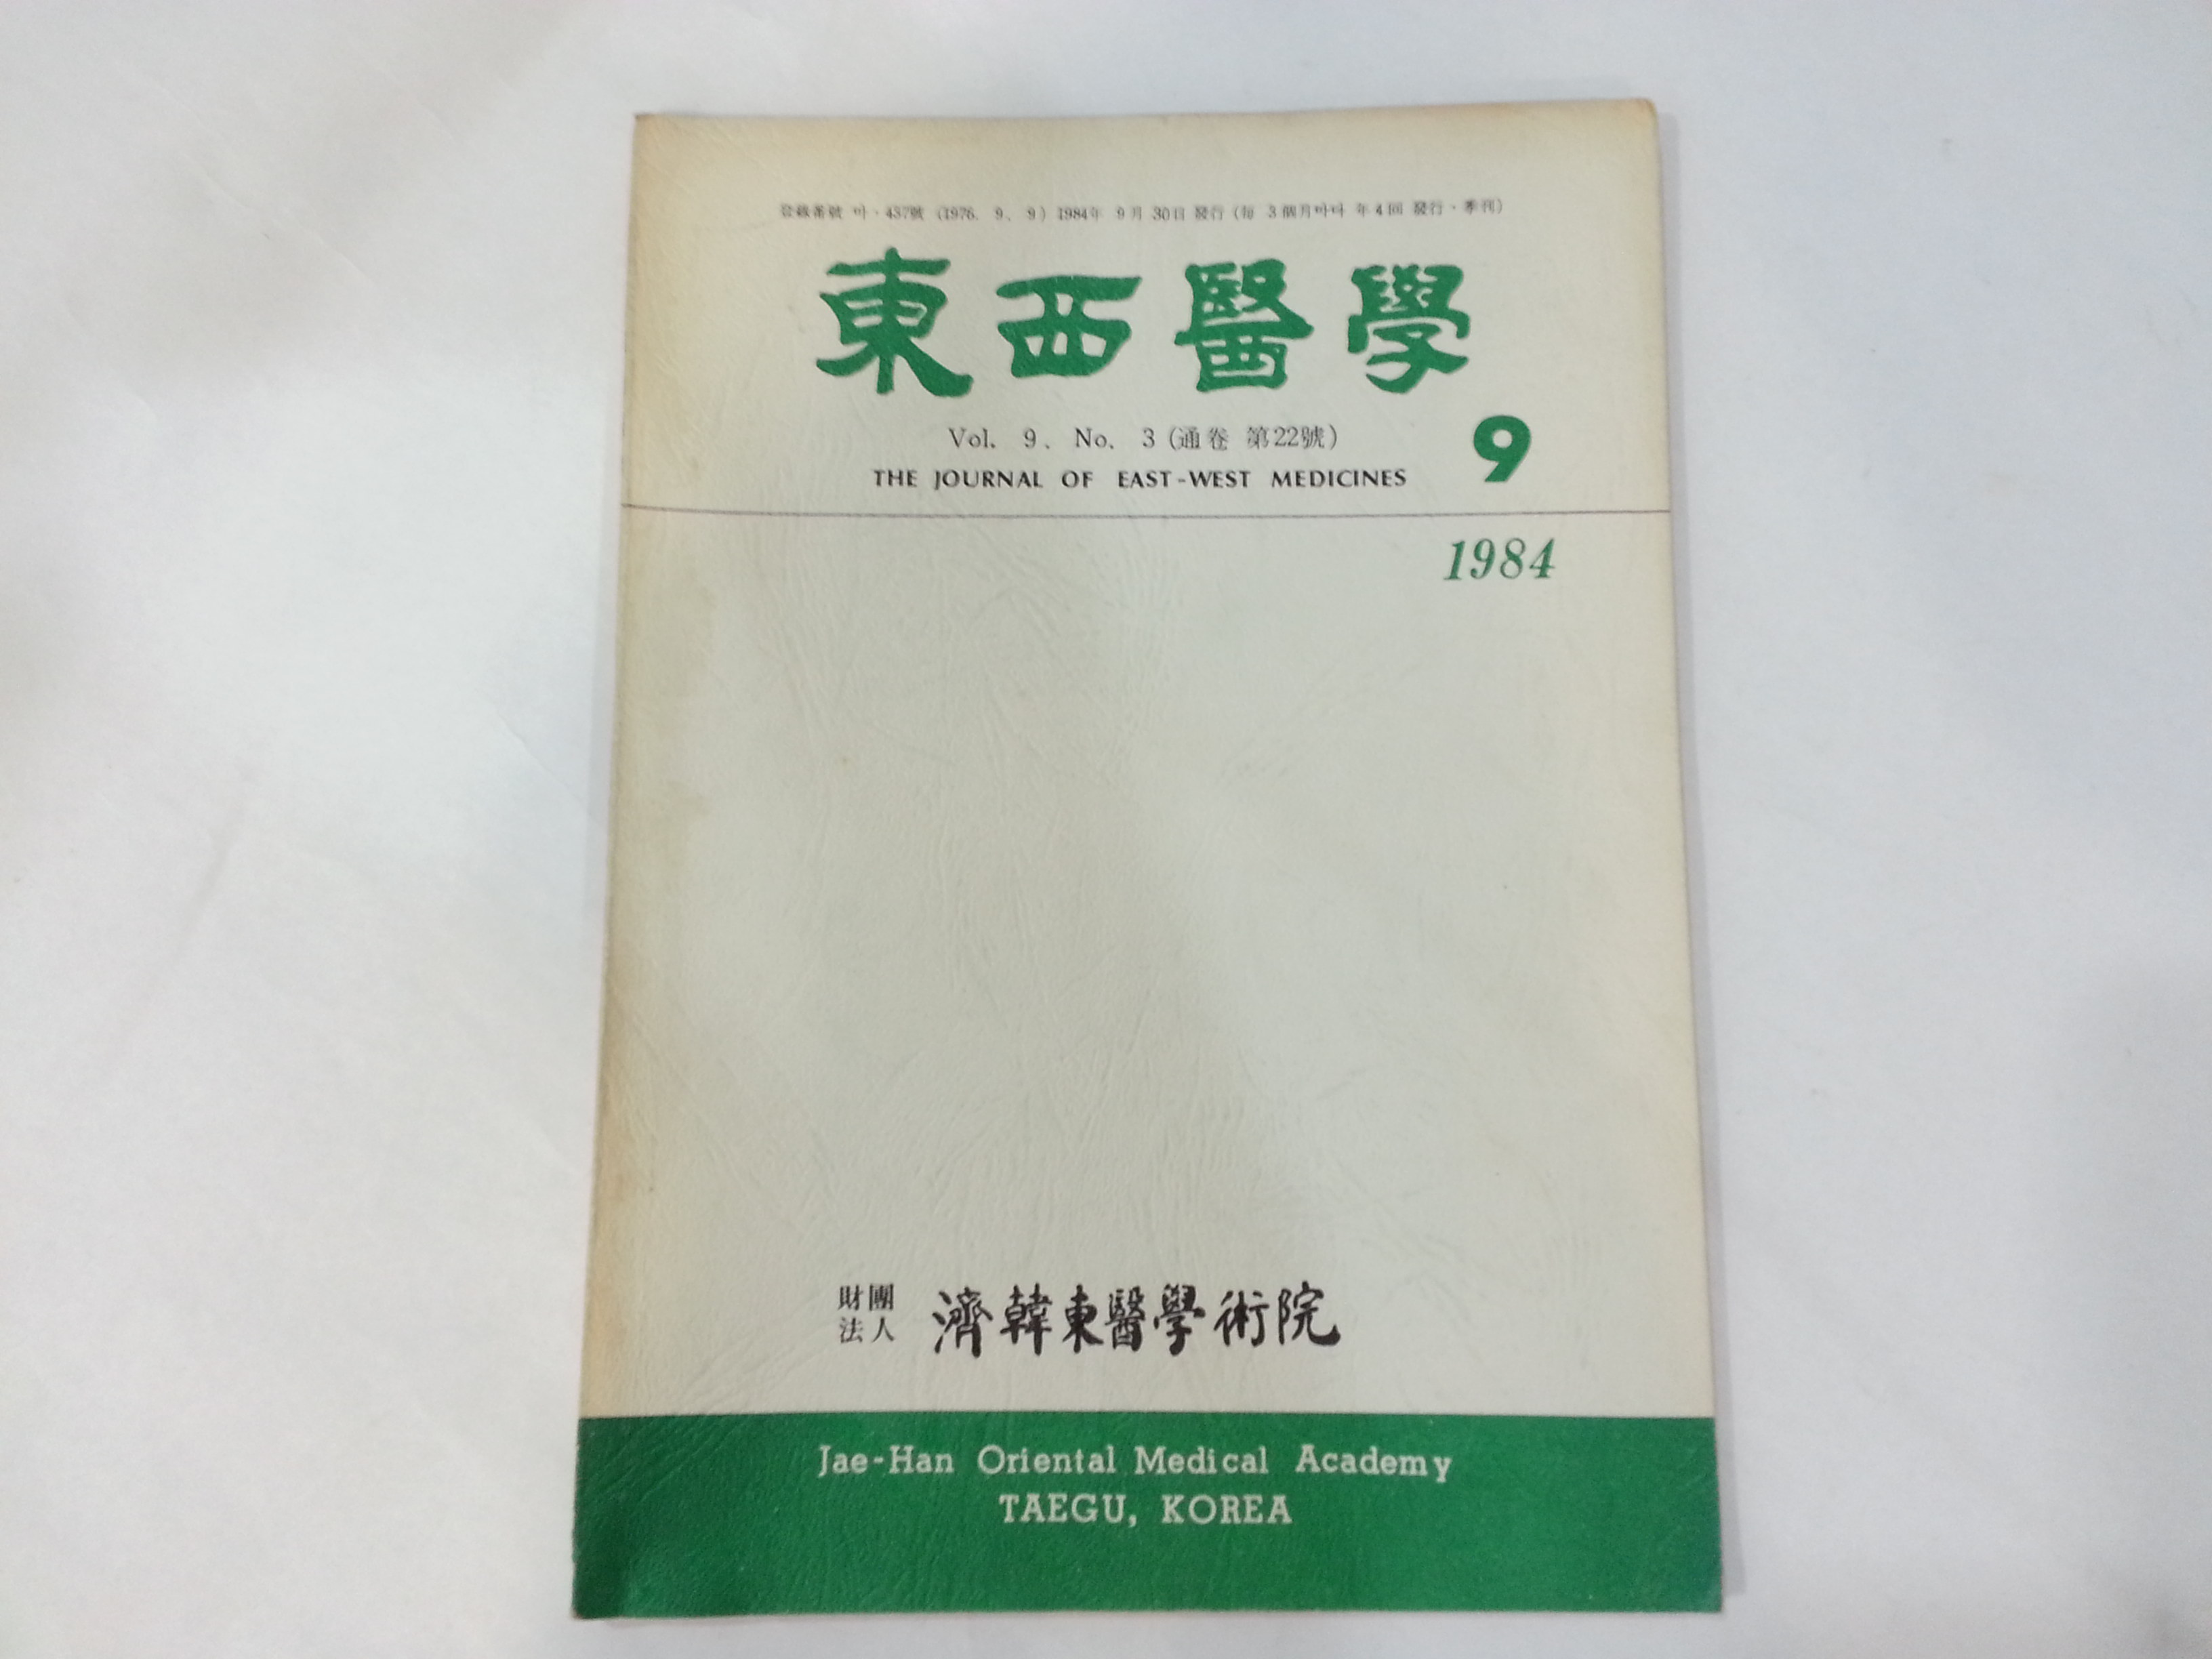 登錄番號 마·437號 (1976. 9. 9) 1984年 9月 30日 發行 (每 3個月마다 年4回 發行·季刊)
東西醫學
Vol. 9. No. 3 (通卷 第22號)
9
THE JOURNAL OF EAST-WEST MEDICINES
1984
財團
法人
濟韓東醫學術院
Jae-Han Oriental Medical Academy
TAEGU, KOREA